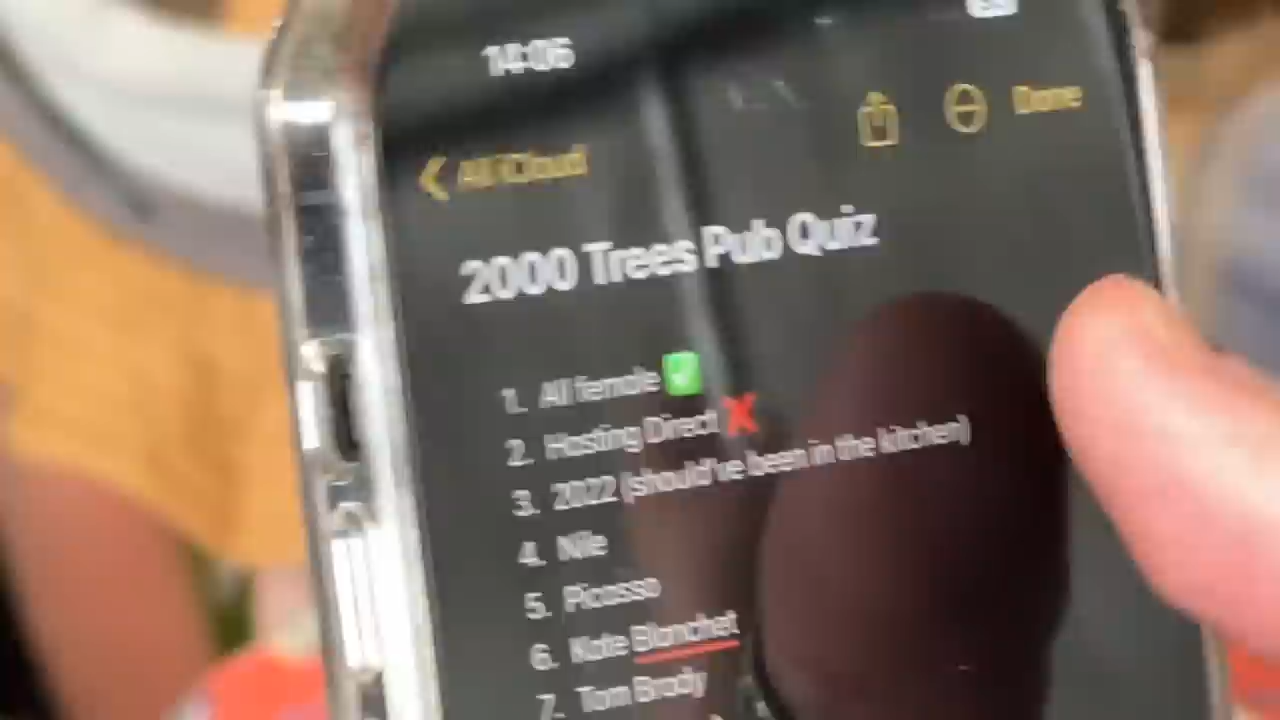 14:05
All iCloud
Done
2000 Trees Pub Quiz
1. All female ✅
2. Hosting Direct ❌
3. 2022 (should've been in the kitchen)
4. Nile
5. Picasso
6. Kate Blanchet
7. Tom Brady